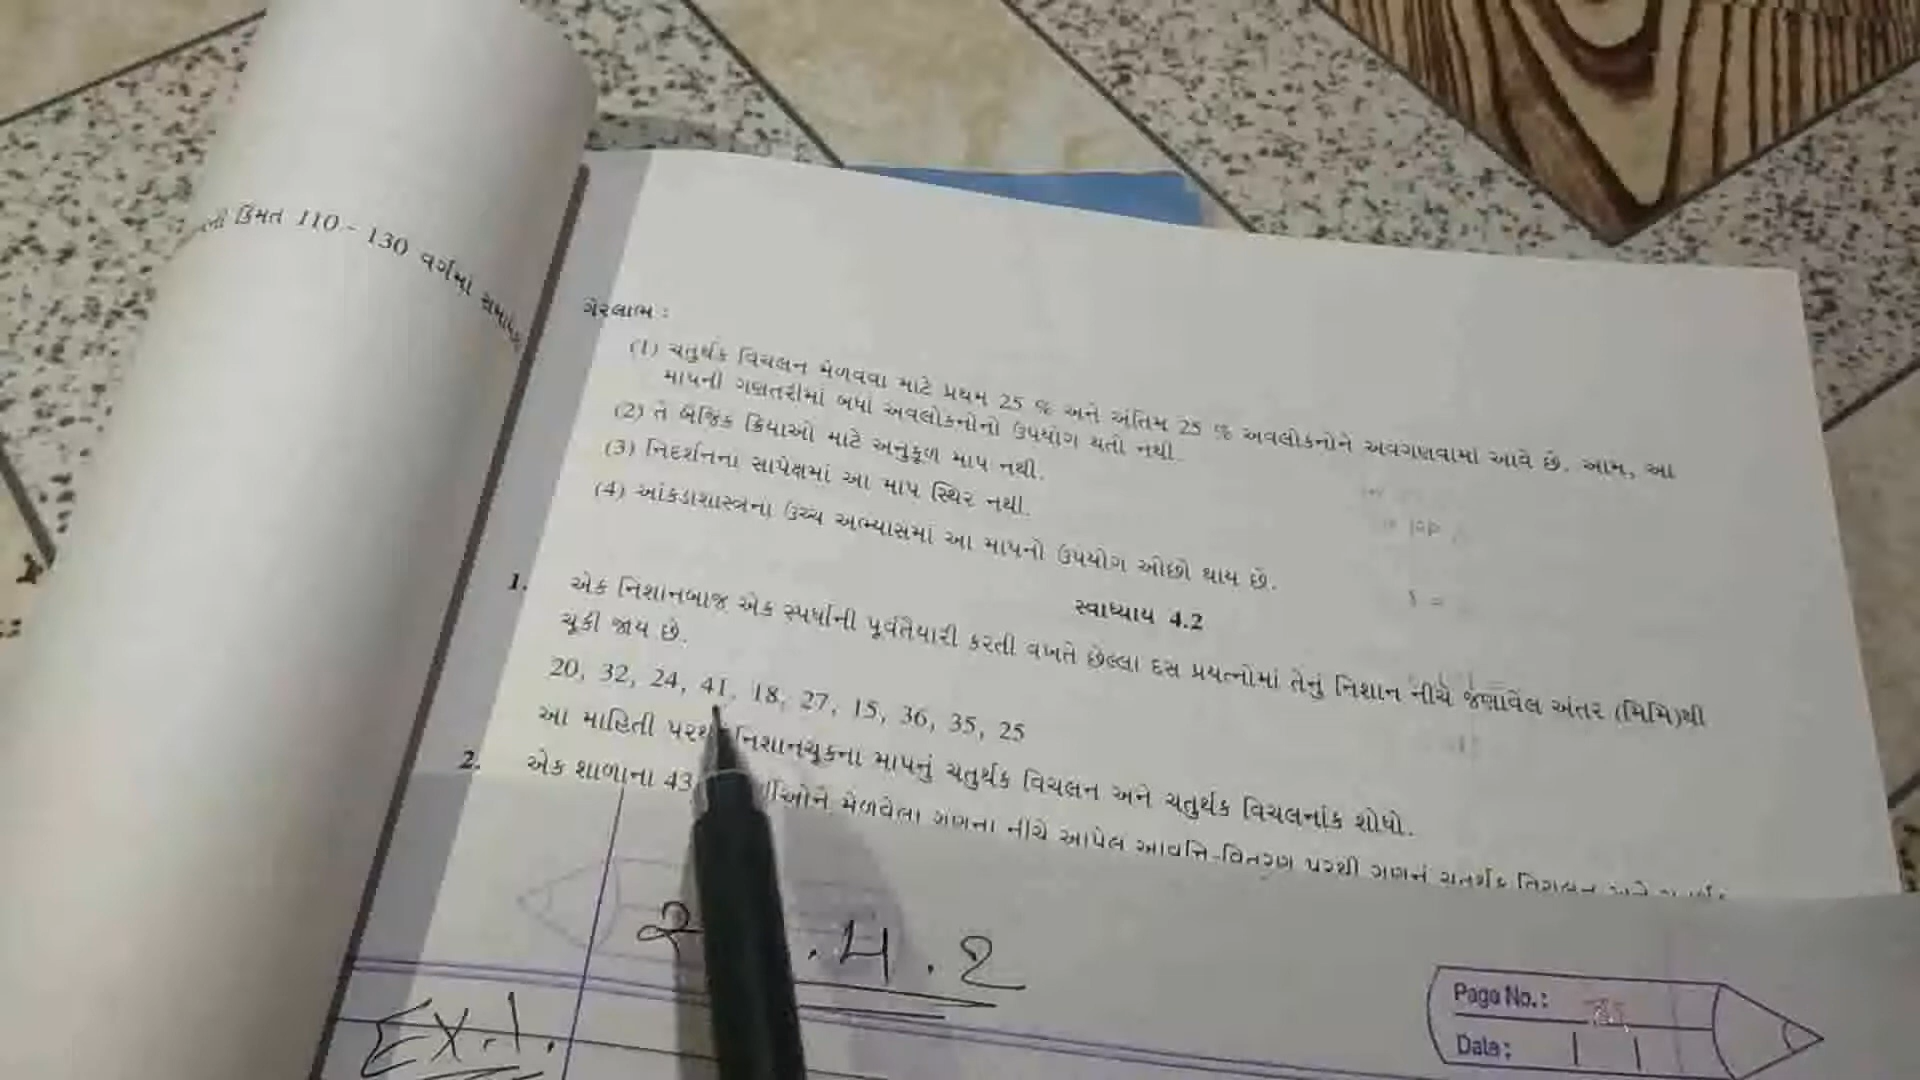 કિંમત 110 - 130 વર્ગમાં
ગેરલાભ :
(1) ચતુર્થક વિચલન મેળવવા માટે પ્રથમ 25 % અને અંતિમ 25 % અવલોકનોને અવગણવામાં આવે છે. આમ, આ
માપની ગણતરીમાં બધાં અવલોકનોનો ઉપયોગ થતો નથી.
(2) તે બૈજિક ક્રિયાઓ માટે અનુકૂળ માપ નથી.
(3) નિદર્શનના સાપેક્ષમાં આ માપ સ્થિર નથી.
(4) આંકડાશાસ્ત્રના ઉચ્ચ અભ્યાસમાં આ માપનો ઉપયોગ ઓછો થાય છે.
સ્વાધ્યાય 4.2
1. એક નિશાનબાજ એક સ્પર્ધાની પૂર્વતૈયારી કરતી વખતે છેલ્લા દસ પ્રયત્નોમાં તેનું નિશાન નીચે જણાવેલ અંતર (મિમિ)થી
ચૂકી જાય છે.
20, 32, 24, 41, 18, 27, 15, 36, 35, 25
આ માહિતી પરથી નિશાનચૂકના માપનું ચતુર્થક વિચલન અને ચતુર્થક વિચલનાંક શોધો.
2. એક શાળાના 43 મેળવેલા ગુણના નીચે આપેલ આવૃત્તિ-વિતરણ પરથી ગુણનું ચતુર્થક
.4.2
Ex.1.
Page No.:
Date: